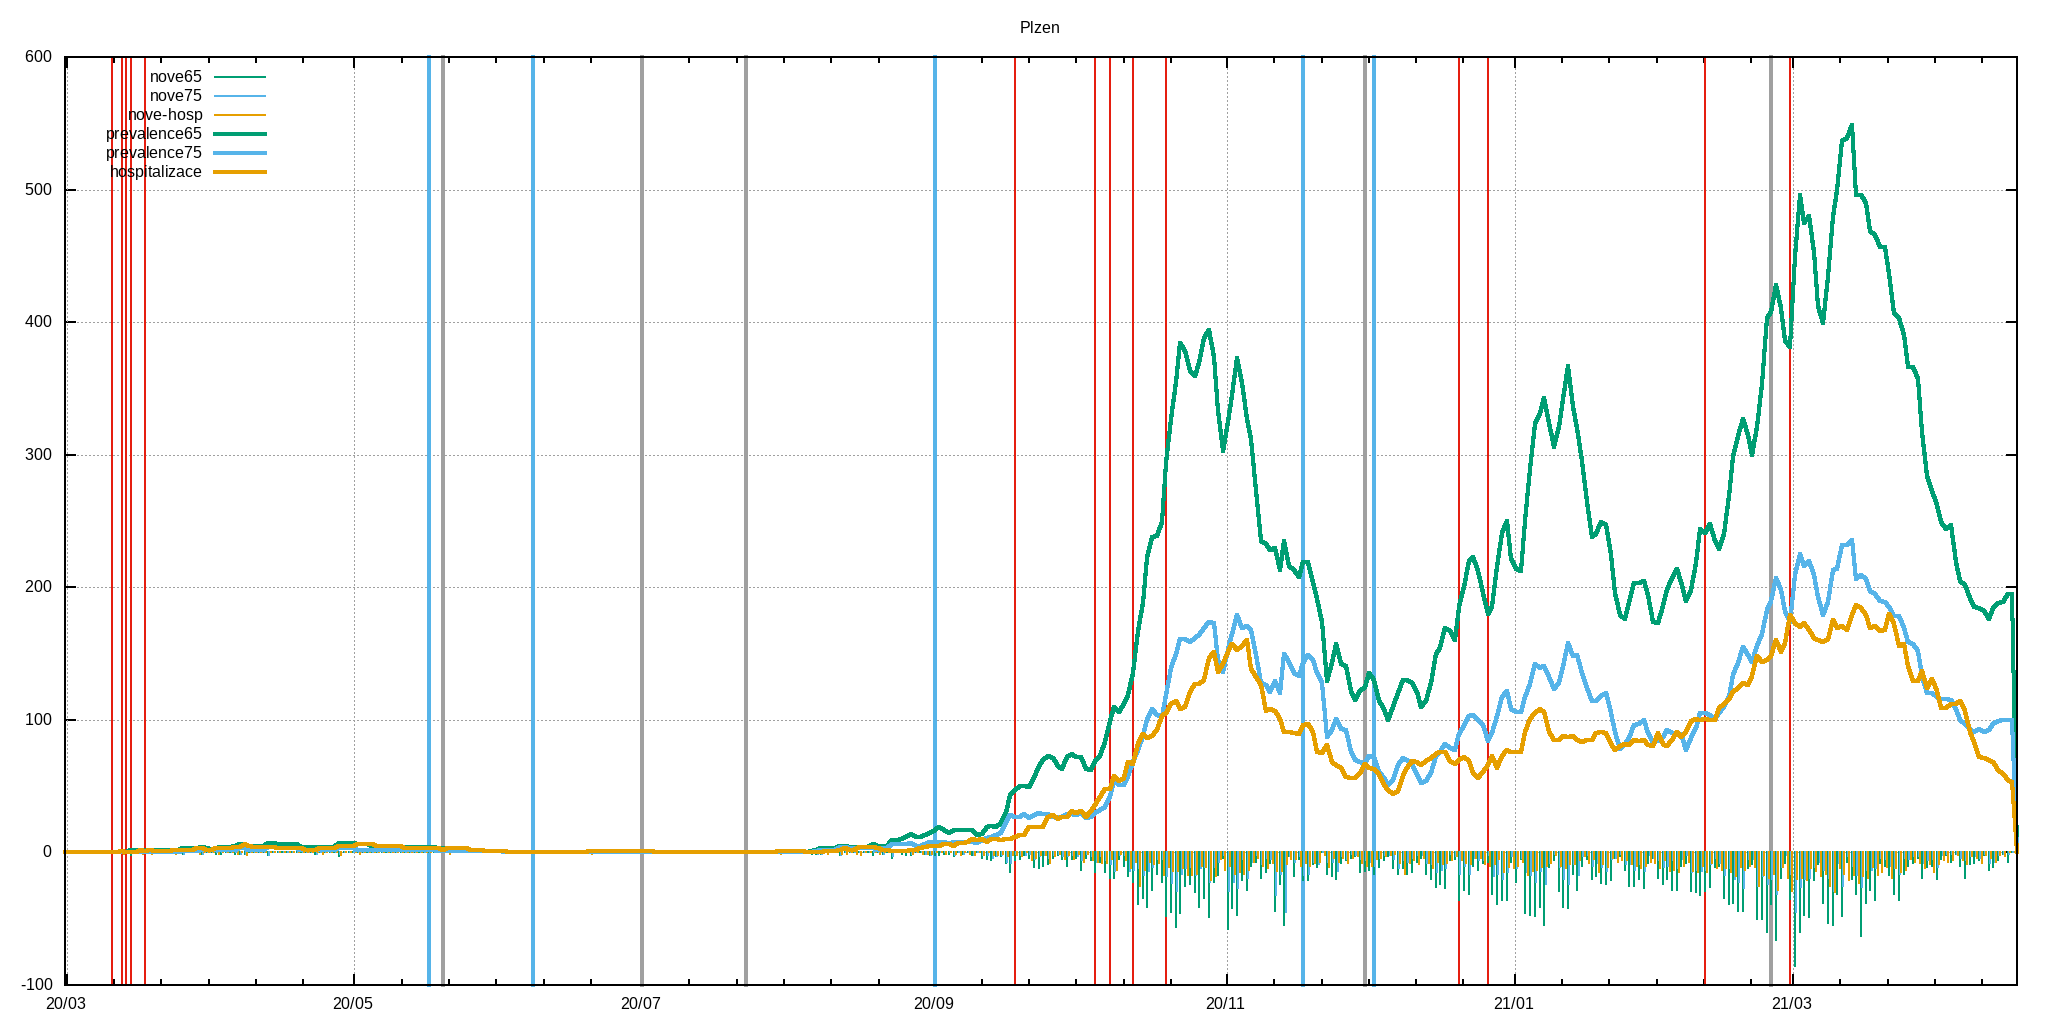 Plzen
600
500
400
300
200
100
0
-100
nove65
nove75
nove-hosp
prevalence65
prevalence75
hospitalizace
20/03 20/05 20/07 20/09 20/11 21/01 21/03